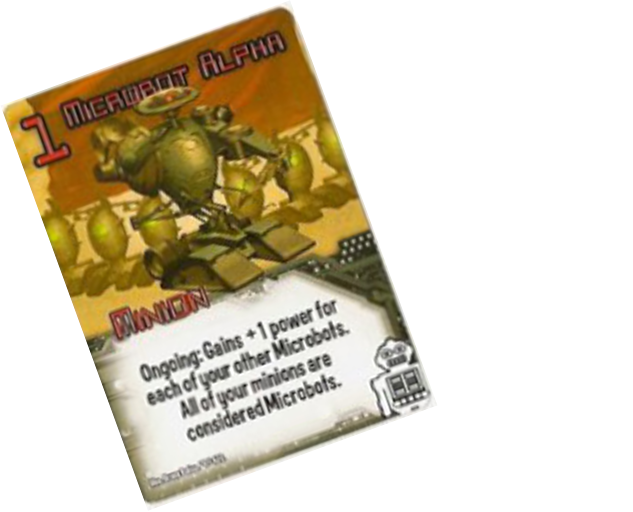 1 Microbot Alpha
Minion
Ongoing: Gains +1 power for
each of your other Microbots.
All of your minions are
considered Microbots.